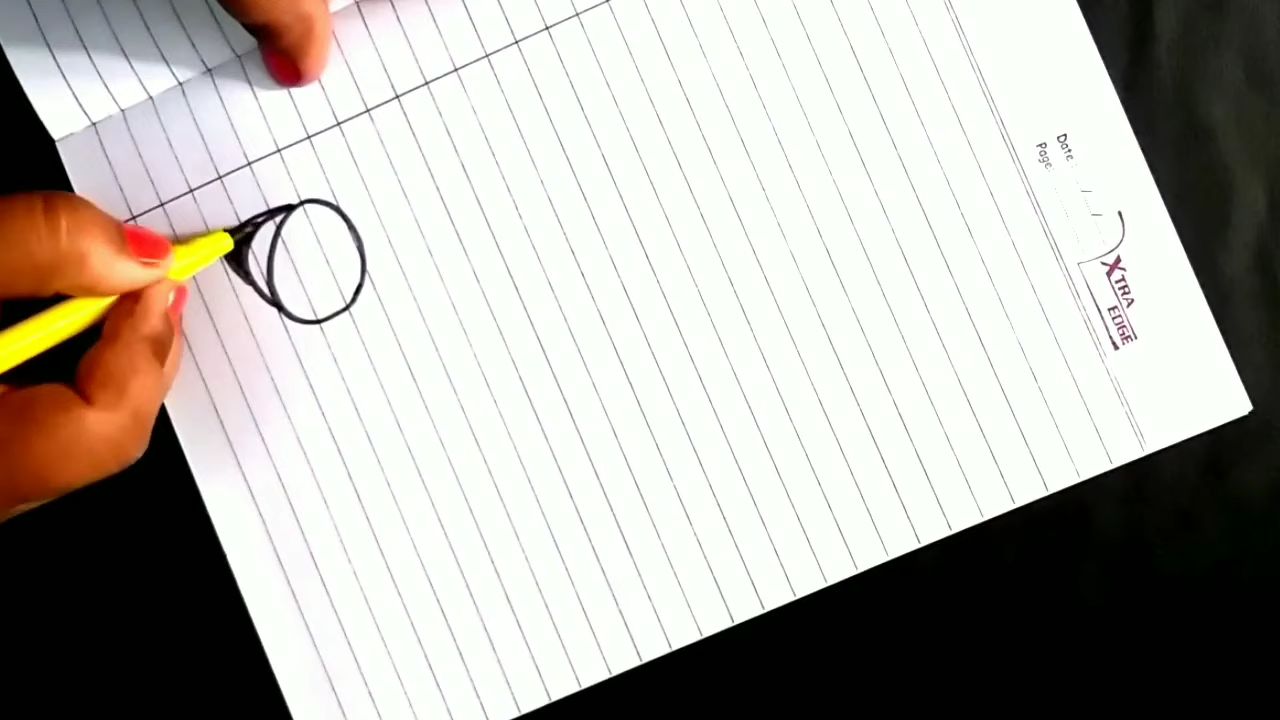 Date : / /
Page:
XTRA
EDGE